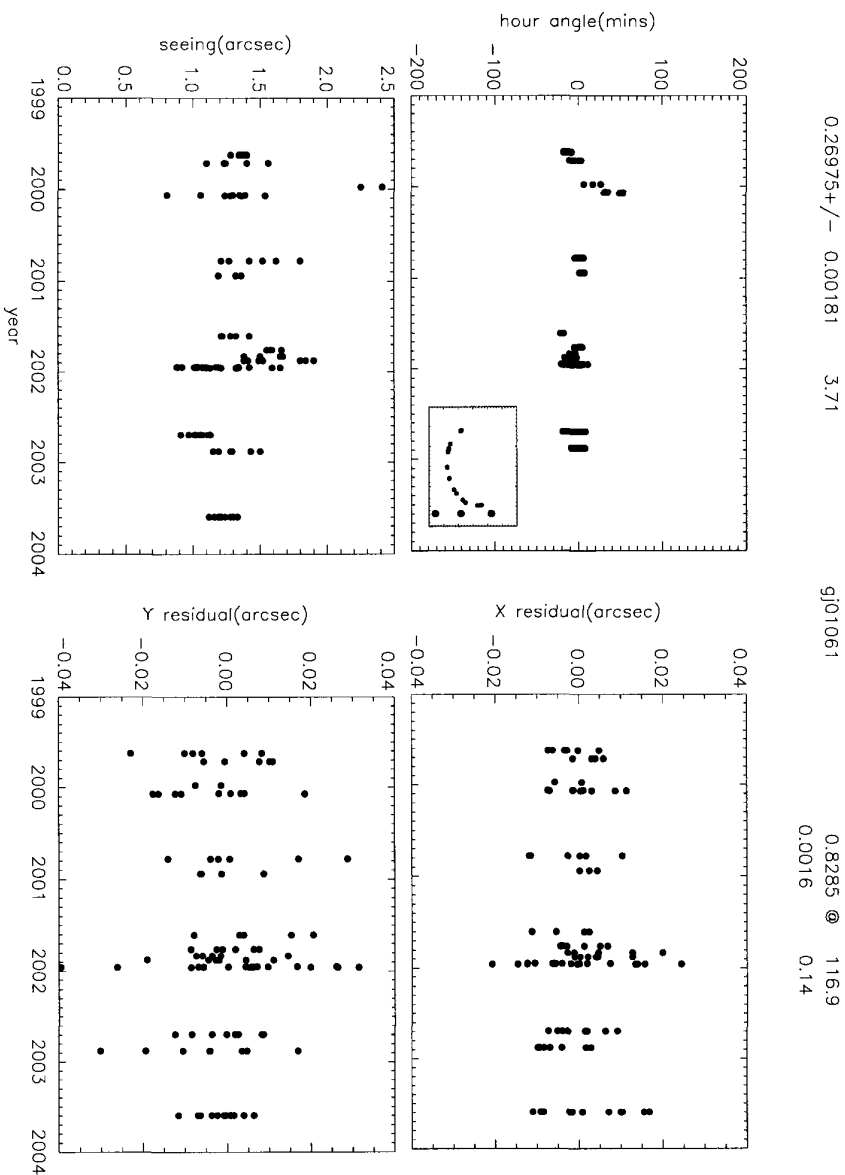 0.26975+/- 0.00181 3.71 gj01061 0.8285 @ 116.9
0.0016 0.14
hour angle(mins)
200
100
0
-100
-200
X residual(arcsec)
0.04
0.02
0.00
-0.02
-0.04
seeing(arcsec)
2.5
2.0
1.5
1.0
0.5
0.0
1999 2000 2001 2002 2003 2004
year
Y residual(arcsec)
0.04
0.02
0.00
-0.02
-0.04
1999 2000 2001 2002 2003 2004